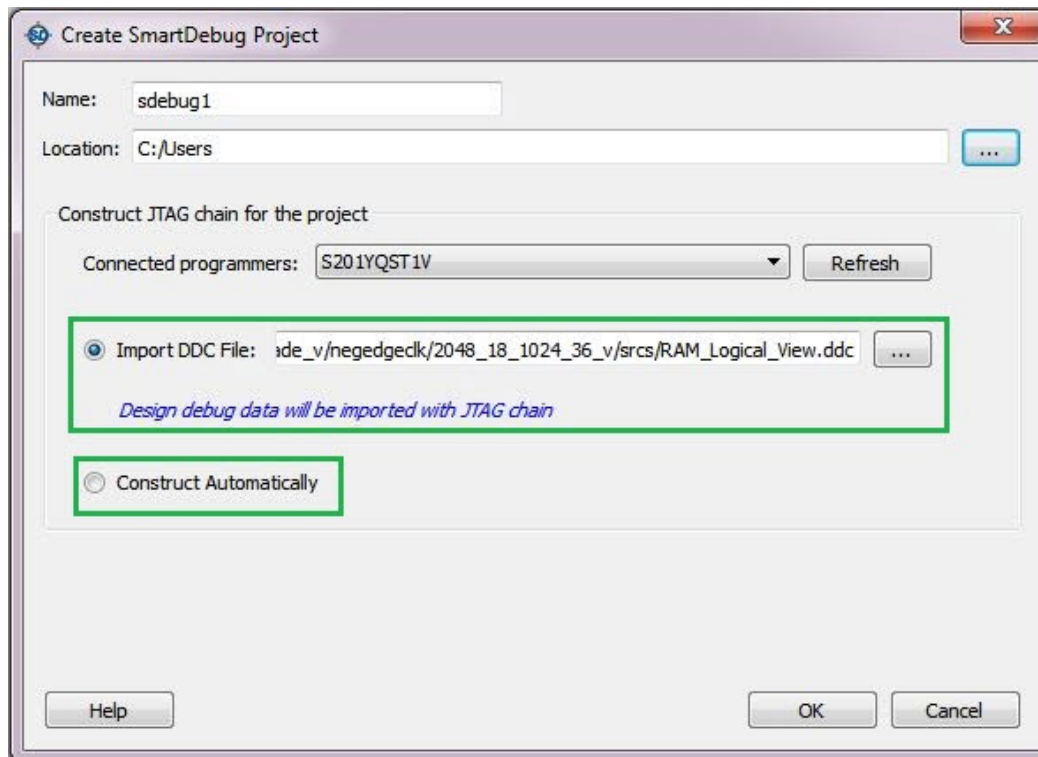 Create SmartDebug Project
Name: sdebug1
Location: C:/Users ...
Construct JTAG chain for the project
Connected programmers: S201YQST1V Refresh
Import DDC File: ade_v/negedgeclk/2048_18_1024_36_v/srcs/RAM_Logical_View.ddc ...
Design debug data will be imported with JTAG chain
Construct Automatically
Help OK Cancel